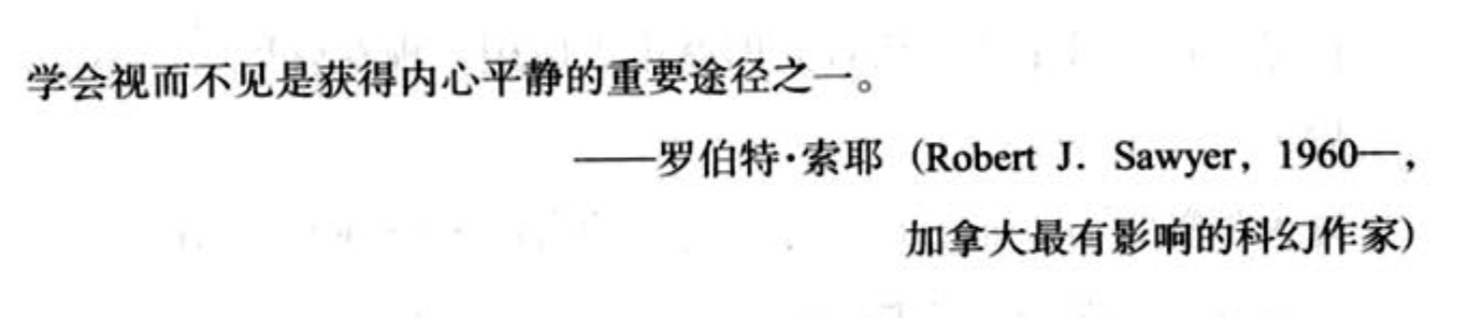 学会视而不见是获得内心平静的重要途径之一。
——罗伯特·索耶（Robert J. Sawyer，1960—，
加拿大最有影响的科幻作家）